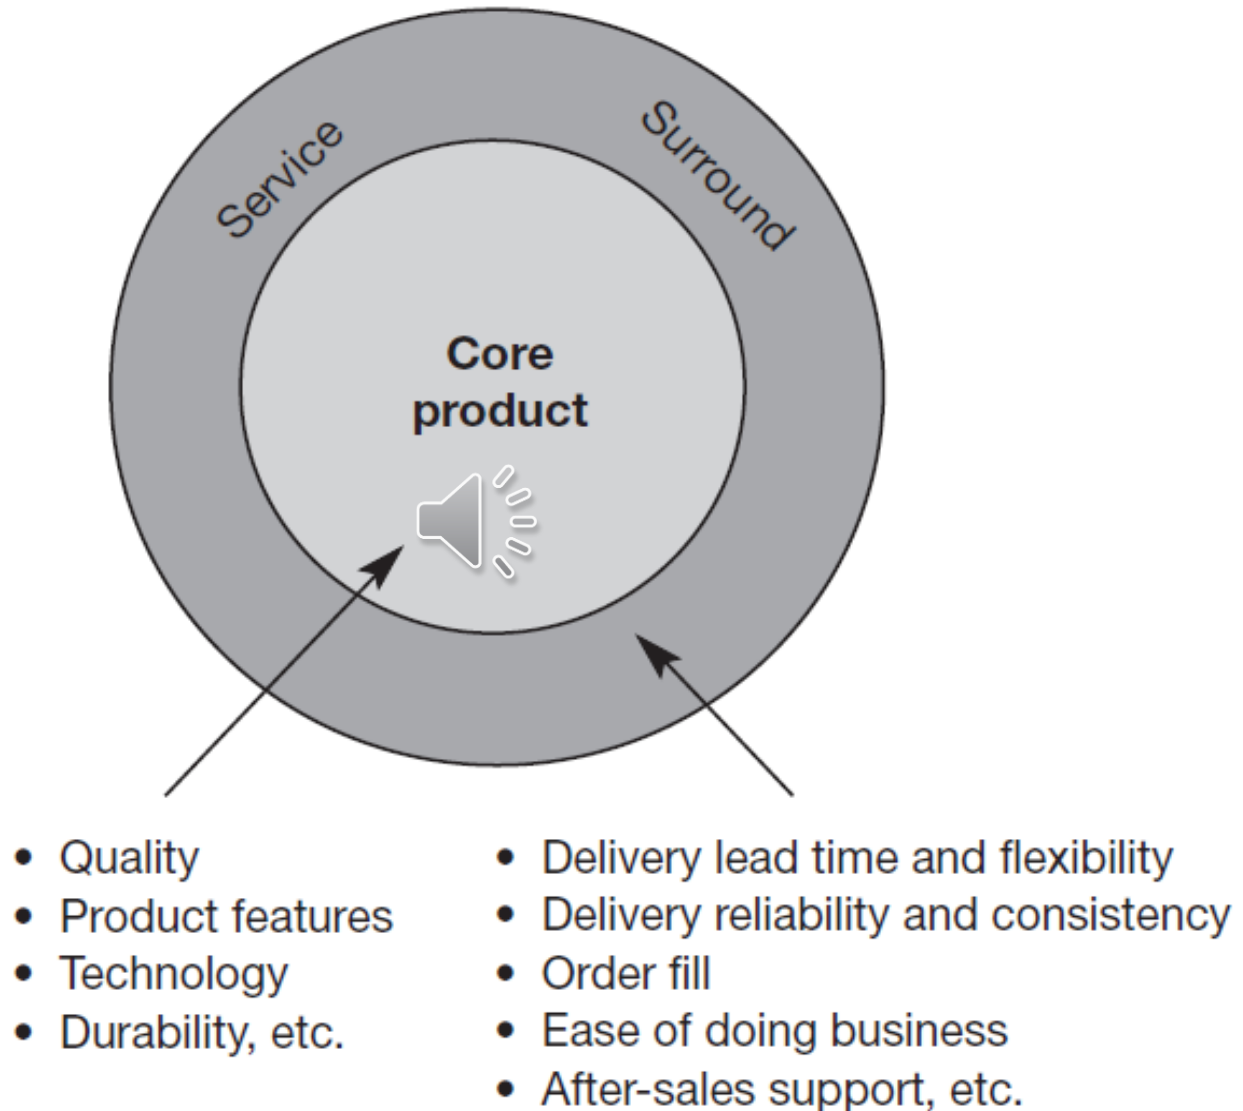 Service
Surround
Core
product
• Quality
• Product features
• Technology
• Durability, etc.
• Delivery lead time and flexibility
• Delivery reliability and consistency
• Order fill
• Ease of doing business
• After-sales support, etc.